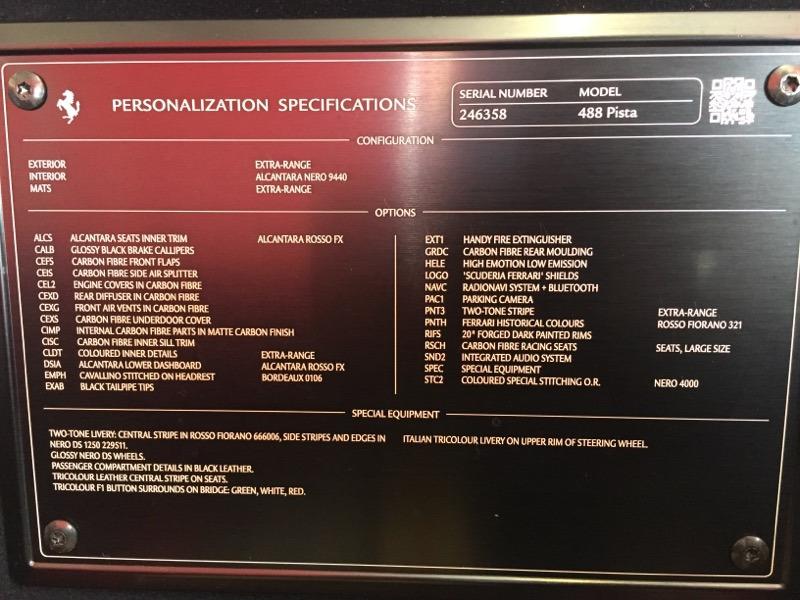 PERSONALIZATION SPECIFICATIONS
SERIAL NUMBER MODEL
246358 488 Pista
CONFIGURATION
EXTERIOR EXTRA-RANGE
INTERIOR ALCANTARA NERO 9440
MATS EXTRA-RANGE
OPTIONS
ALCS ALCANTARA SEATS INNER TRIM ALCANTARA ROSSO FX
CALB GLOSSY BLACK BRAKE CALLIPERS
CEFS CARBON FIBRE FRONT FLAPS
CEIS CARBON FIBRE SIDE AIR SPLITTER
CEL2 ENGINE COVERS IN CARBON FIBRE
CEXD REAR DIFFUSER IN CARBON FIBRE
CEXG FRONT AIR VENTS IN CARBON FIBRE
CEXS CARBON FIBRE UNDERDOOR COVER
CIMP INTERNAL CARBON FIBRE PARTS IN MATTE CARBON FINISH
CISC CARBON FIBRE INNER SILL TRIM
CLDT COLOURED INNER DETAILS EXTRA-RANGE
DSIA ALCANTARA LOWER DASHBOARD ALCANTARA ROSSO FX
EMPH CAVALLINO STITCHED ON HEADREST BORDEAUX 0106
EXAB BLACK TAILPIPE TIPS
EXT1 HANDY FIRE EXTINGUISHER
GRDC CARBON FIBRE REAR MOULDING
HELE HIGH EMOTION LOW EMISSION
LOGO 'SCUDERIA FERRARI' SHIELDS
NAVC RADIONAVI SYSTEM + BLUETOOTH
PAC1 PARKING CAMERA
PNT3 TWO-TONE STRIPE EXTRA-RANGE
PNTH FERRARI HISTORICAL COLOURS ROSSO FIORANO 321
RIFS 20" FORGED DARK PAINTED RIMS
RSCH CARBON FIBRE RACING SEATS SEATS, LARGE SIZE
SND2 INTEGRATED AUDIO SYSTEM
SPEC SPECIAL EQUIPMENT
STC2 COLOURED SPECIAL STITCHING O.R. NERO 4000
SPECIAL EQUIPMENT
TWO-TONE LIVERY: CENTRAL STRIPE IN ROSSO FIORANO 666006, SIDE STRIPES AND EDGES IN
NERO DS 1250 229511.
GLOSSY NERO DS WHEELS.
PASSENGER COMPARTMENT DETAILS IN BLACK LEATHER.
TRICOLOUR LEATHER CENTRAL STRIPE ON SEATS.
TRICOLOUR F1 BUTTON SURROUNDS ON BRIDGE: GREEN, WHITE, RED.
ITALIAN TRICOLOUR LIVERY ON UPPER RIM OF STEERING WHEEL.